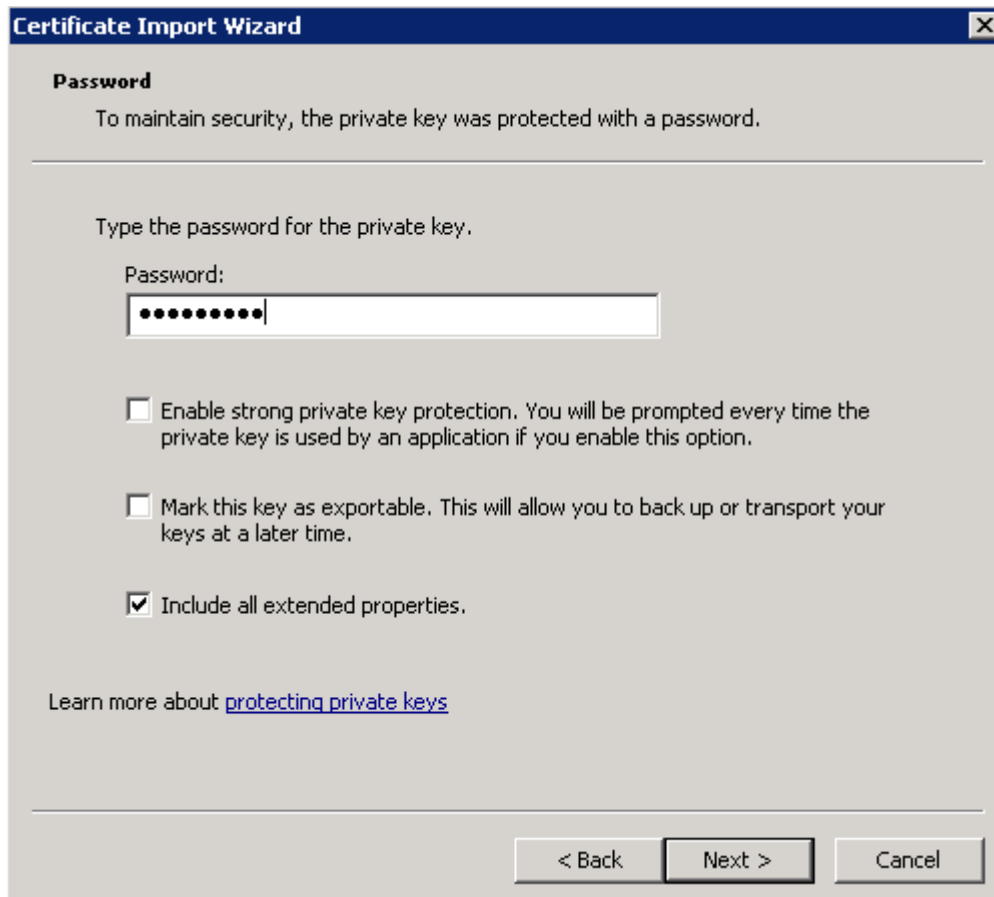 Certificate Import Wizard
Password
To maintain security, the private key was protected with a password.
Type the password for the private key.
Password:
●●●●●●●●●
Enable strong private key protection. You will be prompted every time the
private key is used by an application if you enable this option.
Mark this key as exportable. This will allow you to back up or transport your
keys at a later time.
Include all extended properties.
Learn more about protecting private keys
< Back Next > Cancel